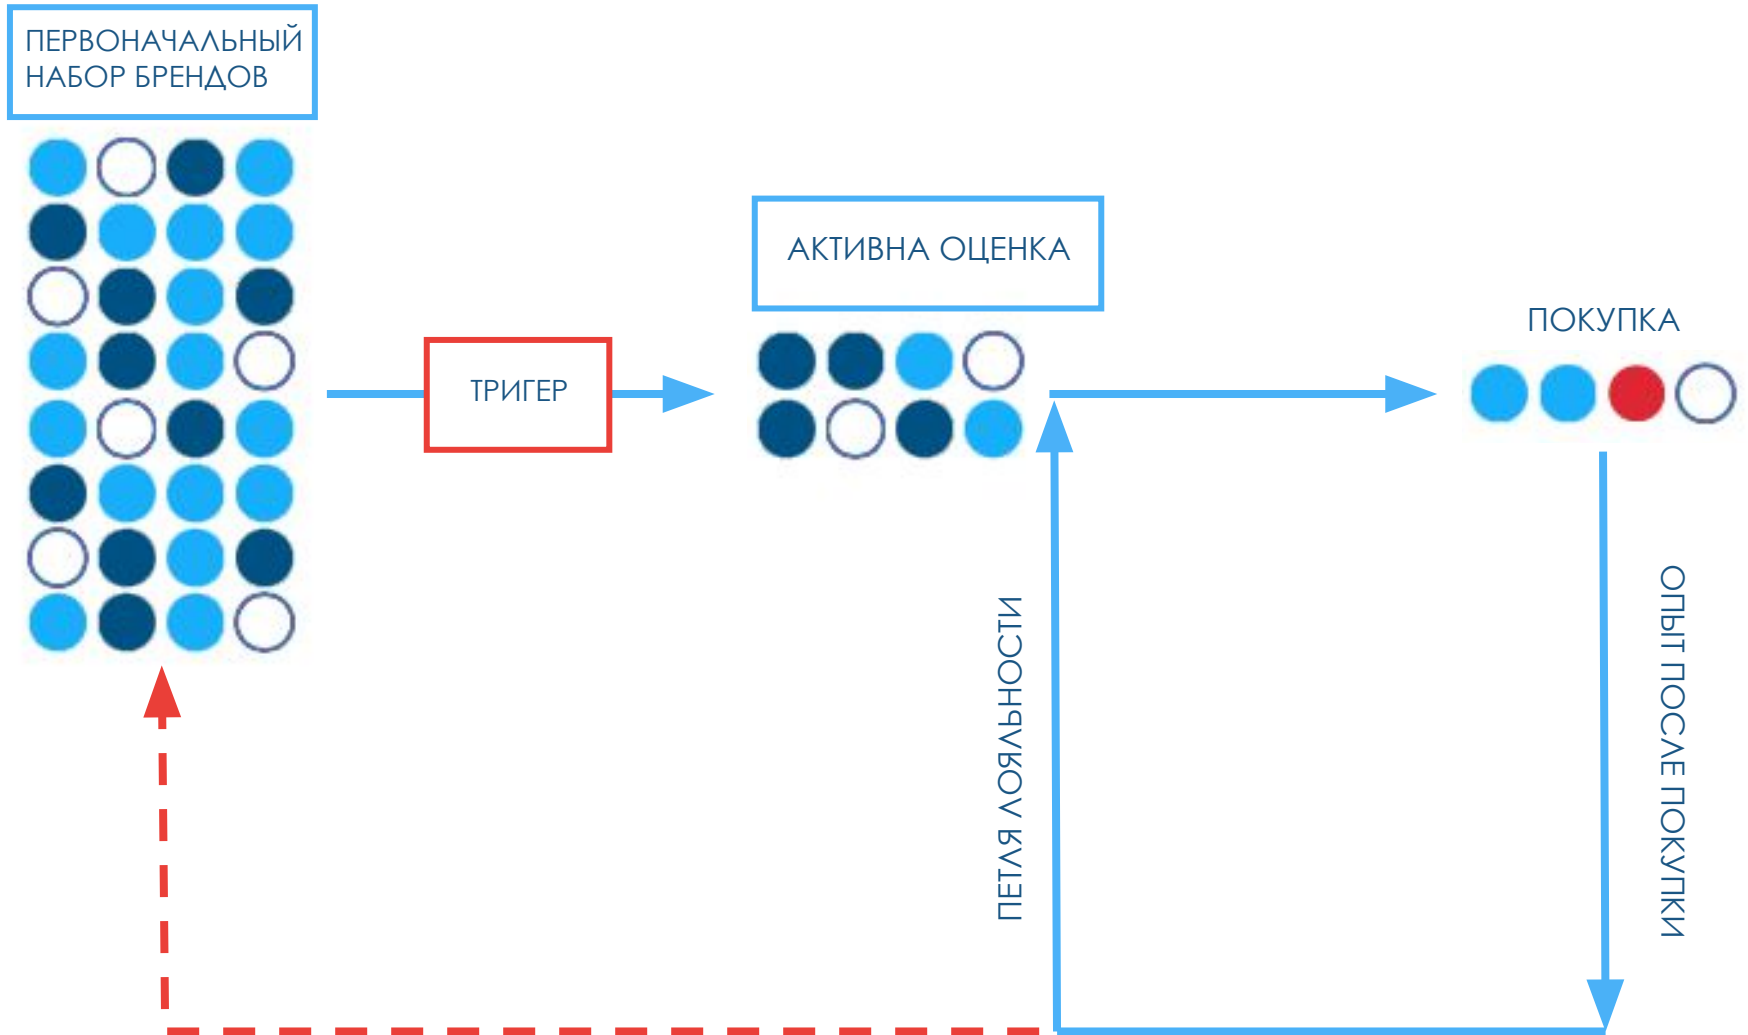 ПЕРВОНАЧАЛЬНЫЙ
НАБОР БРЕНДОВ
ТРИГЕР
АКТИВНА ОЦЕНКА
ПОКУПКА
ПЕТЛЯ ЛОЯЛЬНОСТИ
ОПЫТ ПОСЛЕ ПОКУПКИ